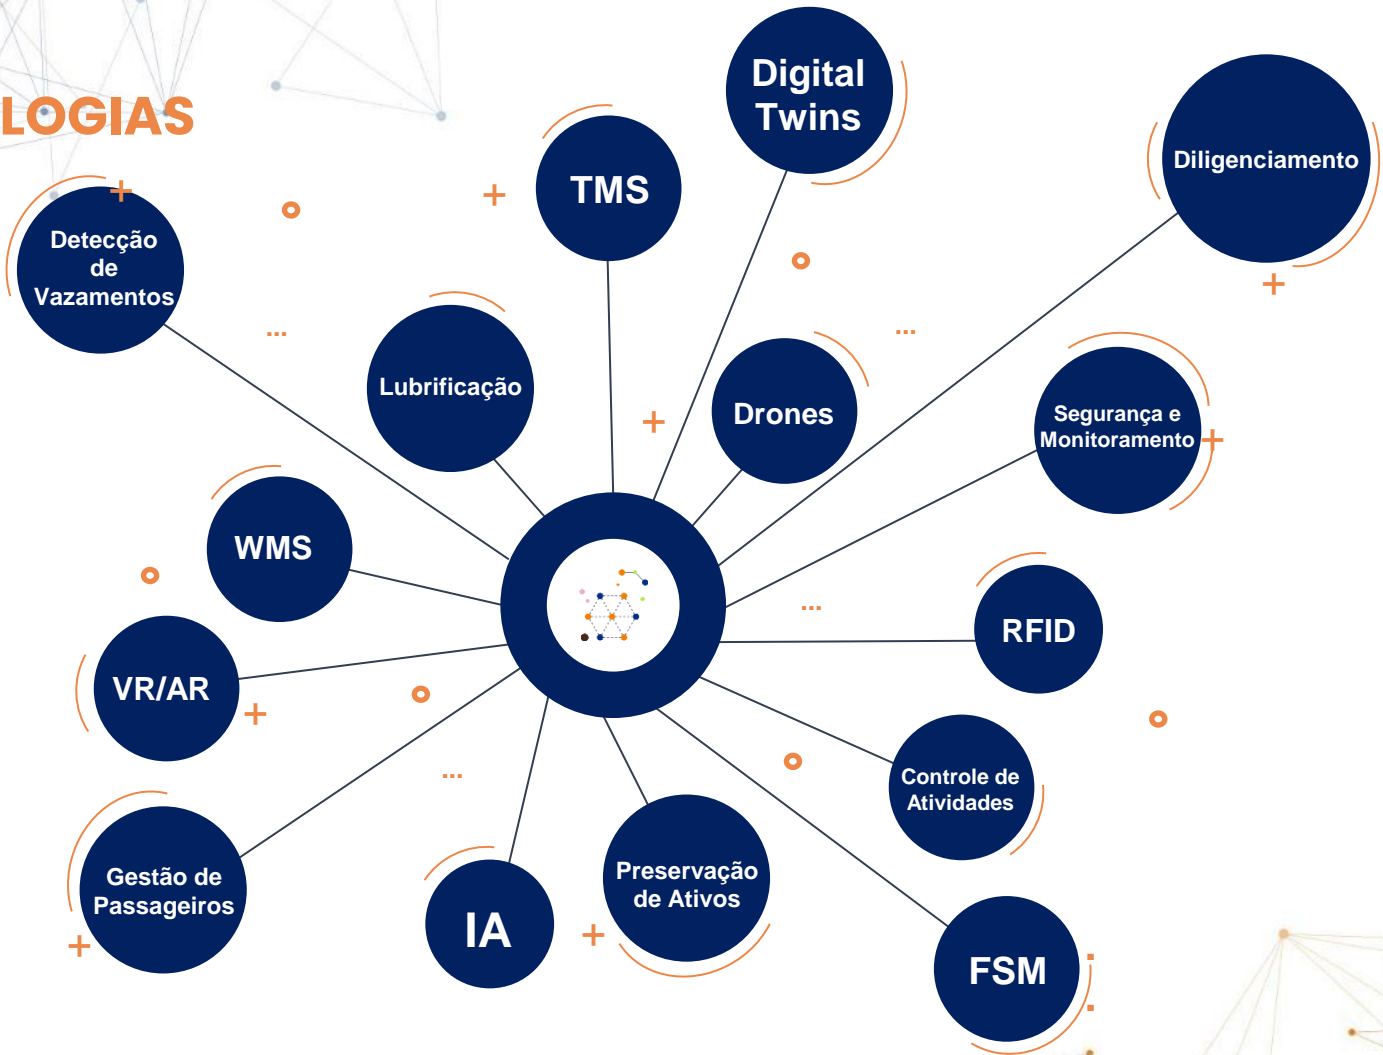 LOGIAS
Digital
Twins
Diligenciamento
TMS
Detecção
de
Vazamentos
Lubrificação
Drones
Segurança e
Monitoramento
WMS
RFID
VR/AR
Controle de
Atividades
Gestão de
Passageiros
IA
Preservação
de Ativos
FSM